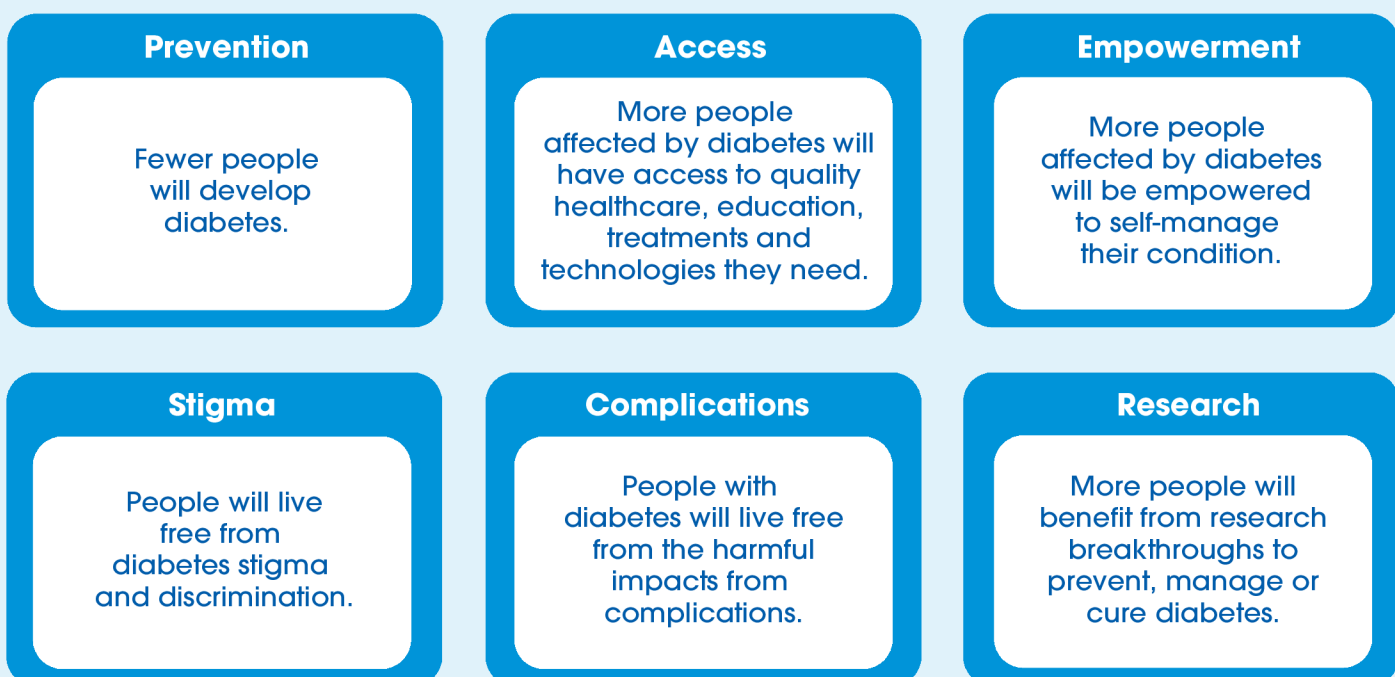 Prevention
Fewer people
will develop
diabetes.
Access
More people
affected by diabetes will
have access to quality
healthcare, education,
treatments and
technologies they need.
Empowerment
More people
affected by diabetes
will be empowered
to self-manage
their condition.
Stigma
People will live
free from
diabetes stigma
and discrimination.
Complications
People with
diabetes will live free
from the harmful
impacts from
complications.
Research
More people will
benefit from research
breakthroughs to
prevent, manage or
cure diabetes.